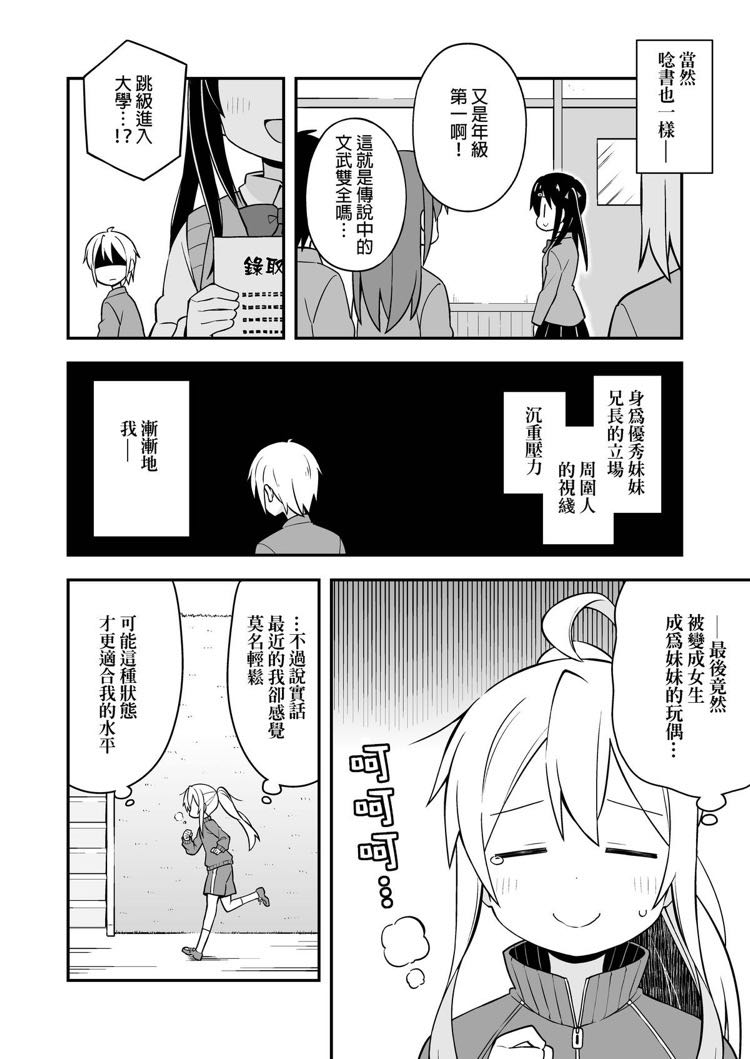 當然
唸書也一樣—
又是年級
第一啊！
這就是傳說中的
文武雙全嗎…
跳級進入
大學…!?
錄取
身爲優秀妹妹
兄長的立場
周圍人
的視綫
沉重壓力
漸漸地
我—
—最後竟然
被變成女生
成爲妹妹的玩偶…
呵呵呵…
…不過說實話
最近的我卻感覺
莫名輕鬆
可能這種狀態
才更適合我的水平